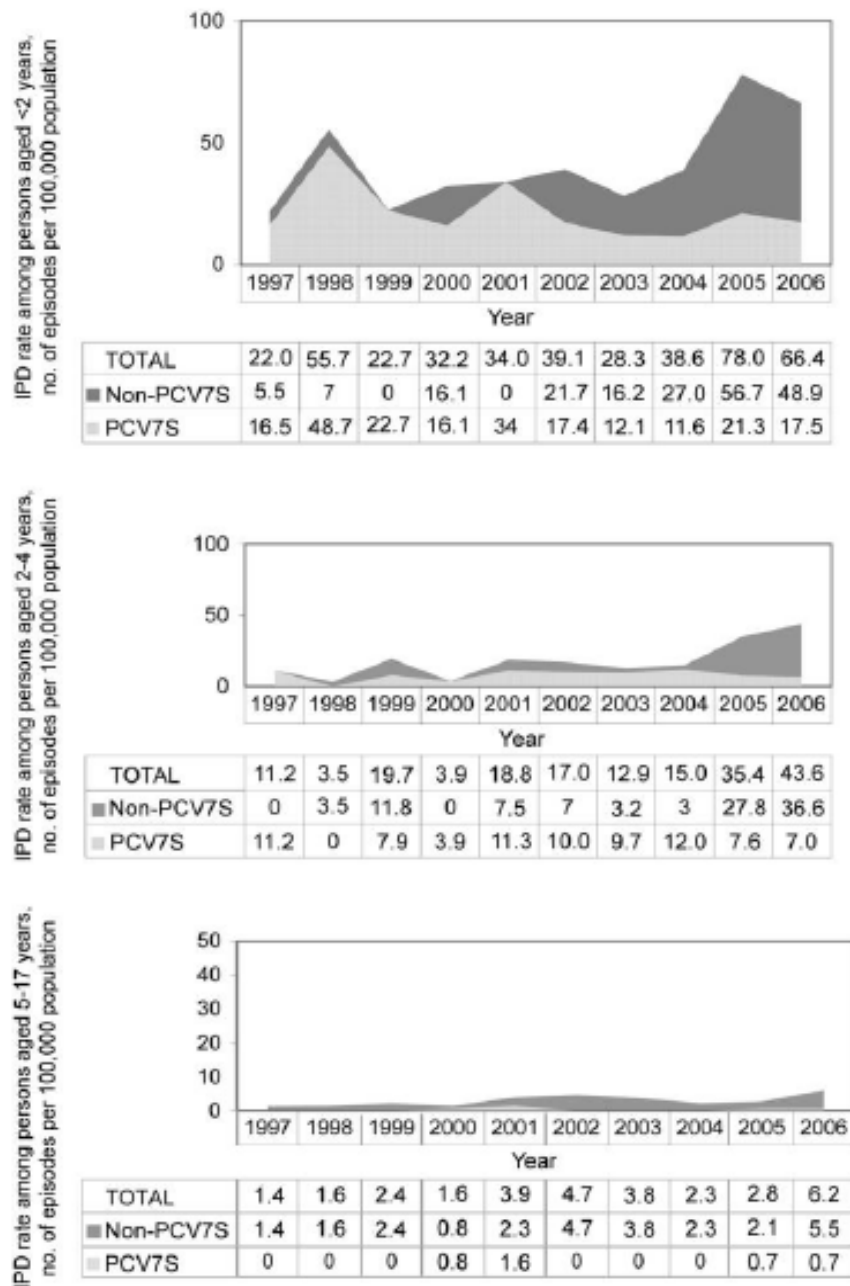 IPD rate among persons aged <2 years,
no. of episodes per 100,000 population
100
50
0
1997 1998 1999 2000 2001 2002 2003 2004 2005 2006
Year
TOTAL 22.0 55.7 22.7 32.2 34.0 39.1 28.3 38.6 78.0 66.4
Non-PCV7S 5.5 7 0 16.1 0 21.7 16.2 27.0 56.7 48.9
PCV7S 16.5 48.7 22.7 16.1 34 17.4 12.1 11.6 21.3 17.5
IPD rate among persons aged 2-4 years,
no. of episodes per 100,000 population
100
50
0
1997 1998 1999 2000 2001 2002 2003 2004 2005 2006
Year
TOTAL 11.2 3.5 19.7 3.9 18.8 17.0 12.9 15.0 35.4 43.6
Non-PCV7S 0 3.5 11.8 0 7.5 7 3.2 3 27.8 36.6
PCV7S 11.2 0 7.9 3.9 11.3 10.0 9.7 12.0 7.6 7.0
IPD rate among persons aged 5-17 years,
no. of episodes per 100,000 population
50
40
30
20
10
0
1997 1998 1999 2000 2001 2002 2003 2004 2005 2006
Year
TOTAL 1.4 1.6 2.4 1.6 3.9 4.7 3.8 2.3 2.8 6.2
Non-PCV7S 1.4 1.6 2.4 0.8 2.3 4.7 3.8 2.3 2.1 5.5
PCV7S 0 0 0 0.8 1.6 0 0 0 0.7 0.7